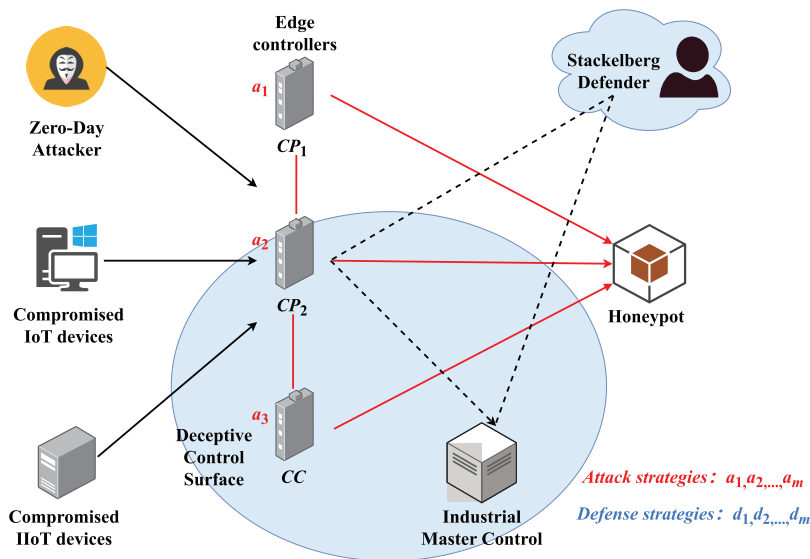 Edge
controllers
Stackelberg
Defender
a1
Zero-Day
Attacker
CP1
a2
CP2
Compromised
IoT devices
Honeypot
a3
Deceptive
Control
Surface
CC
Compromised
IIoT devices
Industrial
Master Control
Attack strategies: a1,a2,...,am
Defense strategies: d1,d2,...,dm